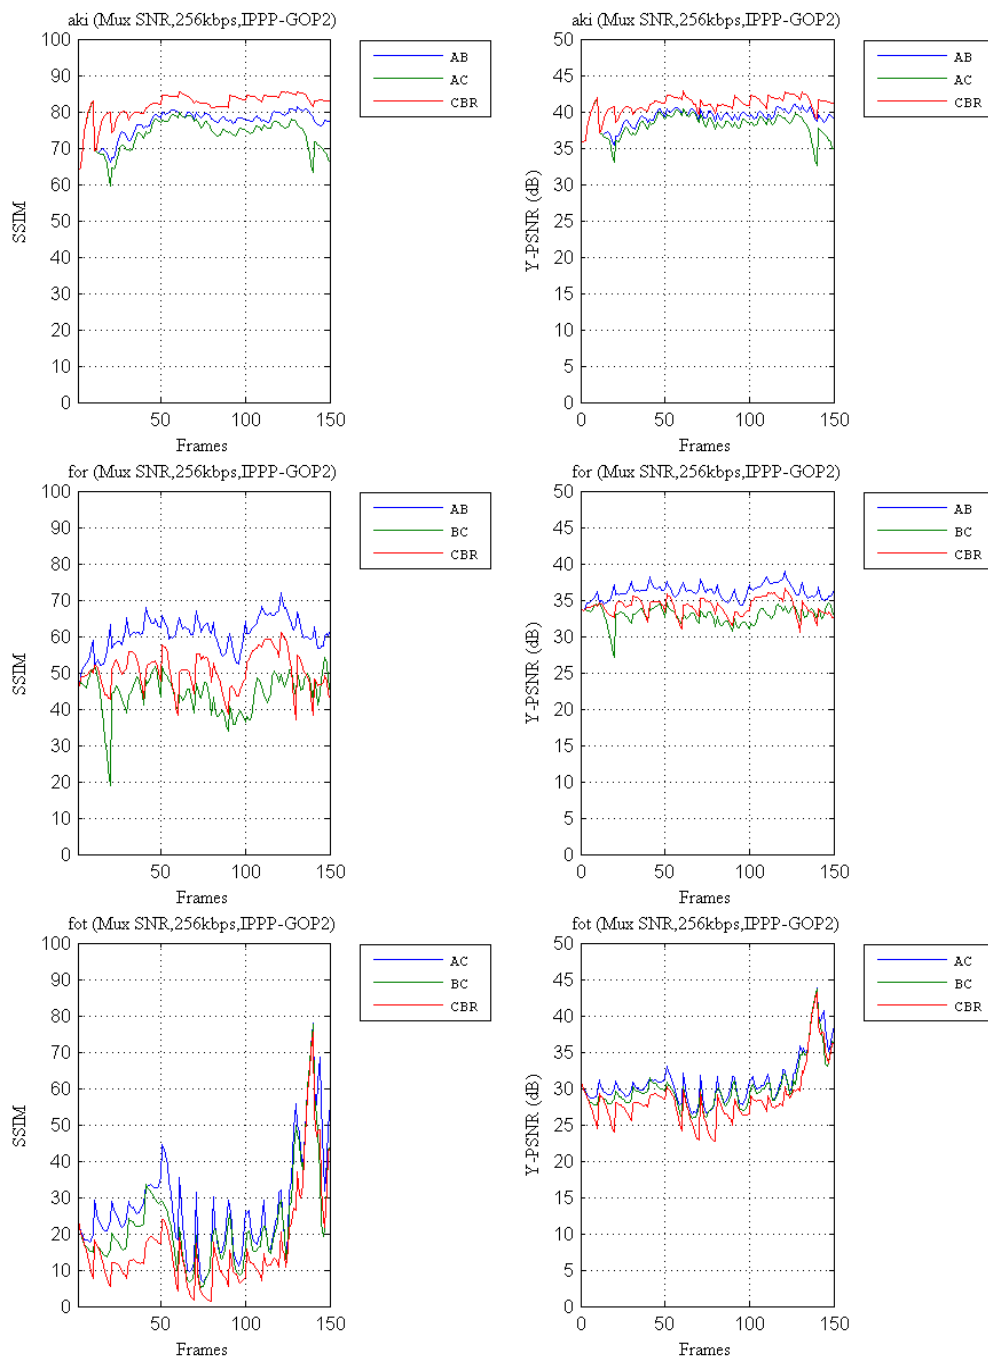 aki (Mux SNR,256kbps,IPPP-GOP2)
100
90
80
70
60
50
40
30
20
10
0
SSIM
50
100
150
Frames
AB
AC
CBR
aki (Mux SNR,256kbps,IPPP-GOP2)
50
45
40
35
30
25
20
15
10
5
0
Y-PSNR (dB)
0
50
100
150
Frames
AB
AC
CBR
for (Mux SNR,256kbps,IPPP-GOP2)
100
90
80
70
60
50
40
30
20
10
0
SSIM
50
100
150
Frames
AB
BC
CBR
for (Mux SNR,256kbps,IPPP-GOP2)
50
45
40
35
30
25
20
15
10
5
0
Y-PSNR (dB)
0
50
100
150
Frames
AB
BC
CBR
fot (Mux SNR,256kbps,IPPP-GOP2)
100
90
80
70
60
50
40
30
20
10
0
SSIM
50
100
150
Frames
AC
BC
CBR
fot (Mux SNR,256kbps,IPPP-GOP2)
50
45
40
35
30
25
20
15
10
5
0
Y-PSNR (dB)
0
50
100
150
Frames
AC
BC
CBR